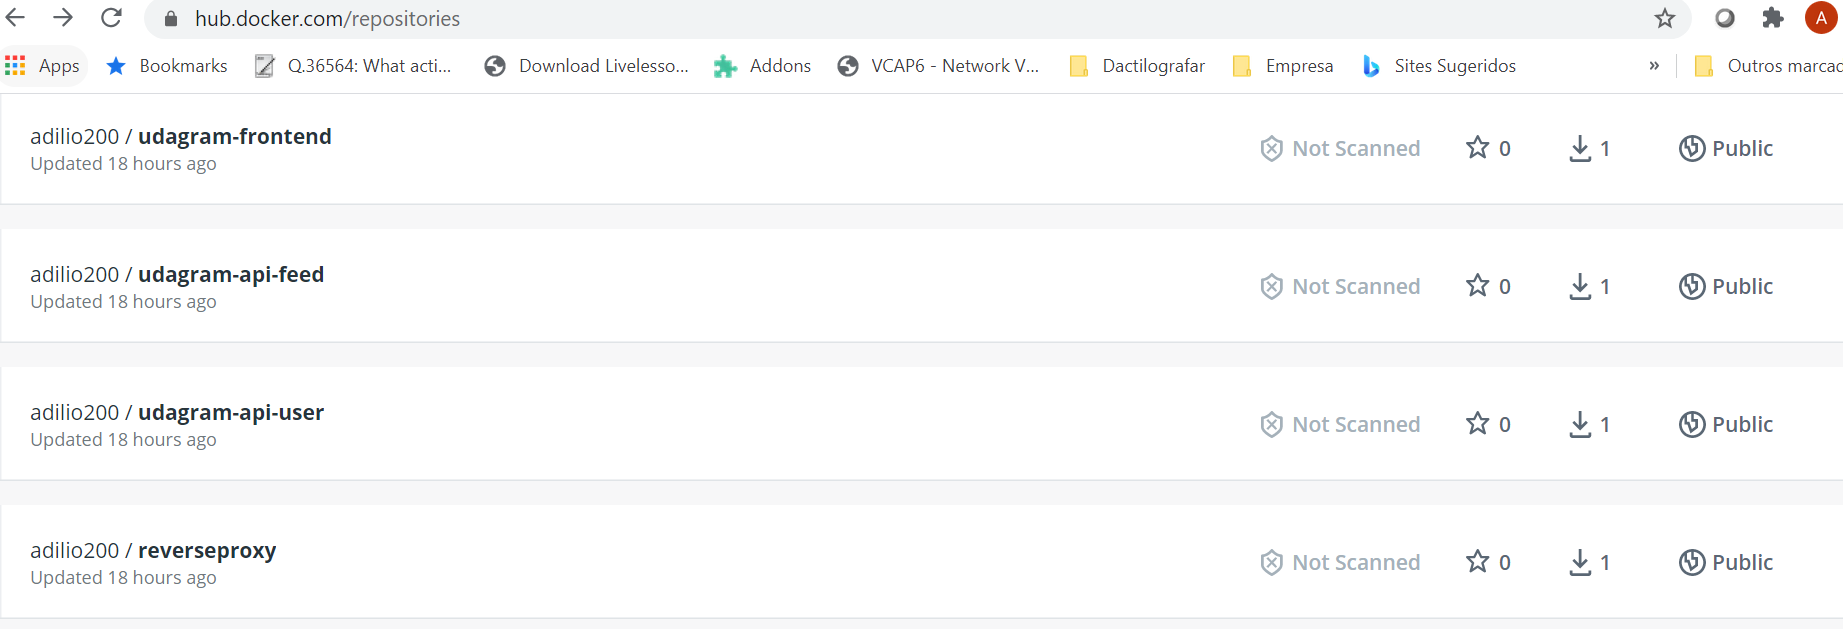 hub.docker.com/repositories A
Apps Bookmarks Q.36564: What acti... Download Livelesso... Addons VCAP6 - Network V... Dactilografar Empresa Sites Sugeridos » Outros marcad
adilio200 / udagram-frontend
Updated 18 hours ago
Not Scanned 0 1 Public
adilio200 / udagram-api-feed
Updated 18 hours ago
Not Scanned 0 1 Public
adilio200 / udagram-api-user
Updated 18 hours ago
Not Scanned 0 1 Public
adilio200 / reverseproxy
Updated 18 hours ago
Not Scanned 0 1 Public